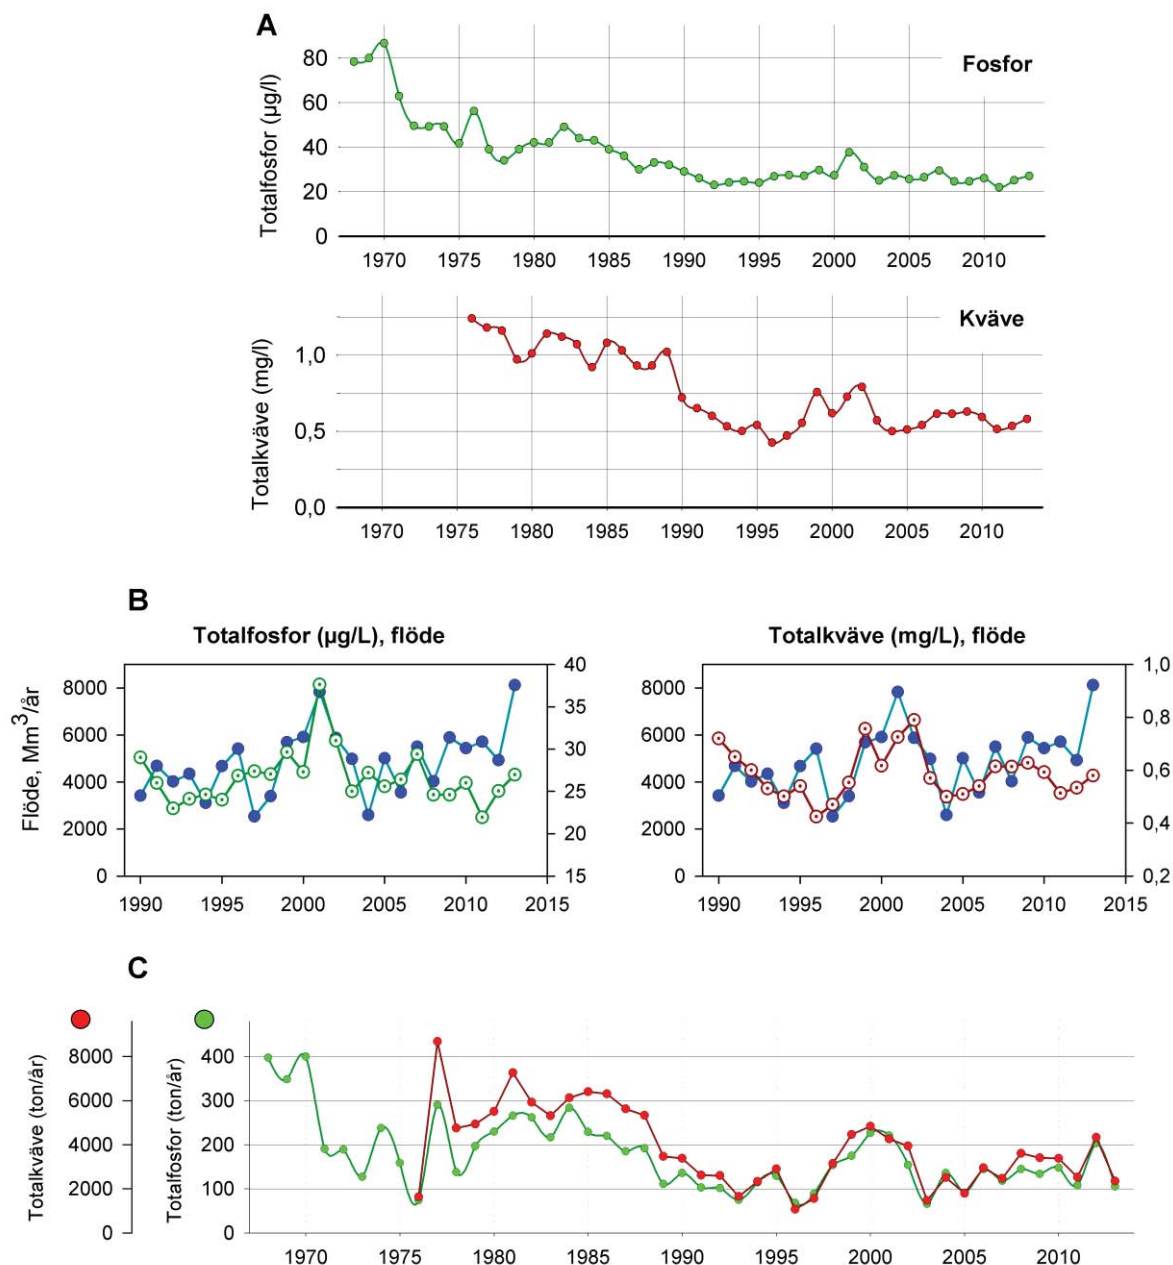 A
Fosfor
Totalfosfor (µg/l)
80
60
40
20
0
1970 1975 1980 1985 1990 1995 2000 2005 2010
Kväve
Totalkväve (mg/l)
1,0
0,5
0,0
1970 1975 1980 1985 1990 1995 2000 2005 2010
B
Totalfosfor (µg/L), flöde
Flöde, Mm³/år
8000
6000
4000
2000
0
40
35
30
25
20
15
1990 1995 2000 2005 2010 2015
Totalkväve (mg/L), flöde
8000
6000
4000
2000
0
1,0
0,8
0,6
0,4
0,2
1990 1995 2000 2005 2010 2015
C
Totalkväve (ton/år)
8000
6000
4000
2000
0
Totalfosfor (ton/år)
400
300
200
100
0
1970 1975 1980 1985 1990 1995 2000 2005 2010